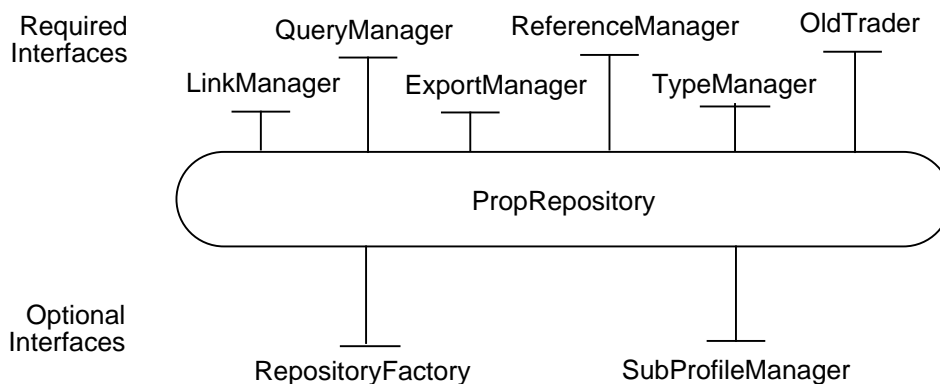 Required
Interfaces
QueryManager
ReferenceManager
OldTrader
LinkManager
ExportManager
TypeManager
PropRepository
Optional
Interfaces
RepositoryFactory
SubProfileManager